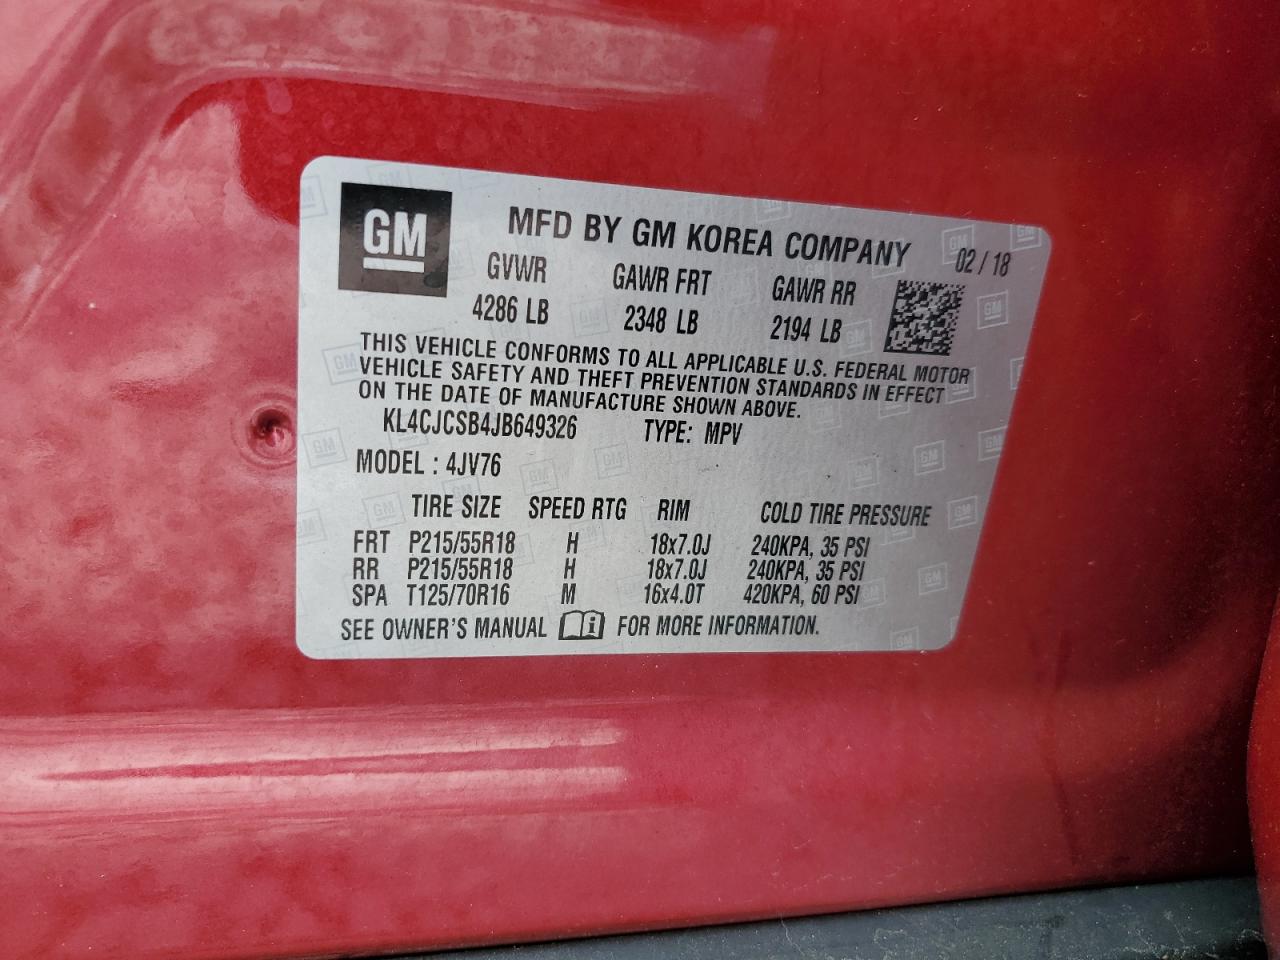 GM
MFD BY GM KOREA COMPANY 02 / 18
GVWR GAWR FRT GAWR RR
4286 LB 2348 LB 2194 LB
THIS VEHICLE CONFORMS TO ALL APPLICABLE U.S. FEDERAL MOTOR
VEHICLE SAFETY AND THEFT PREVENTION STANDARDS IN EFFECT
ON THE DATE OF MANUFACTURE SHOWN ABOVE.
KL4CJCSB4JB649326 TYPE: MPV
MODEL : 4JV76
TIRE SIZE SPEED RTG RIM COLD TIRE PRESSURE
FRT P215/55R18 H 18x7.0J 240KPA, 35 PSI
RR P215/55R18 H 18x7.0J 240KPA, 35 PSI
SPA T125/70R16 M 16x4.0T 420KPA, 60 PSI
SEE OWNER'S MANUAL i FOR MORE INFORMATION.